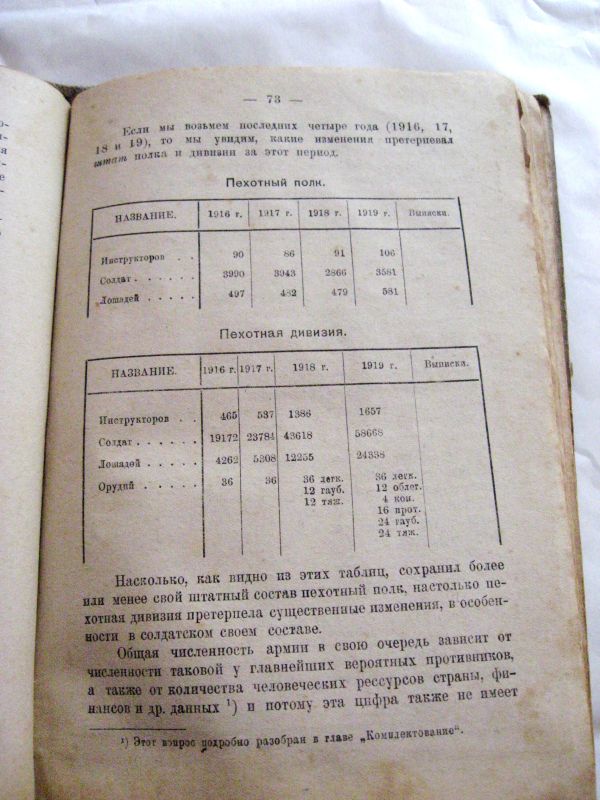 — 73 —
Если мы возьмем последних четыре года (1916, 17,
18 и 19), то мы увидим, какие изменения претерпевал
штат полка и дивизии за этот период.
Пехотный полк.
НАЗВАНИЕ. 1916 г. 1917 г. 1918 г. 1919 г. Выписки.
Инструкторов . . 90 86 91 106
Солдат . . . . . 3990 3943 2866 3581
Лошадей . . . . . 497 482 479 581
Пехотная дивизия.
НАЗВАНИЕ. 1916 г. 1917 г. 1918 г. 1919 г. Выписки.
Инструкторов . . 465 537 1386 1657
Солдат . . . . . . 19172 23784 43618 58668
Лошадей . . . . . 4262 5308 12255 24338
Орудий . . . . . 36 36 36 легк. 36 легк.
12 гауб. 12 облег.
12 тяж. 4 кон.
16 прот.
24 гауб.
24 тяж.
Насколько, как видно из этих таблиц, сохранил более
или менее свой штатный состав пехотный полк, настолько пе-
хотная дивизия претерпела существенные изменения, в особен-
ности в солдатском своем составе.
Общая численность армии в свою очередь зависит от
численности таковой у главнейших вероятных противников,
а также от количества человеческих рессурсов страны, фи-
нансов и др. данных ¹) и потому эта цифра также не имеет
¹) Этот вопрос подробно разобран в главе „Комплектование".